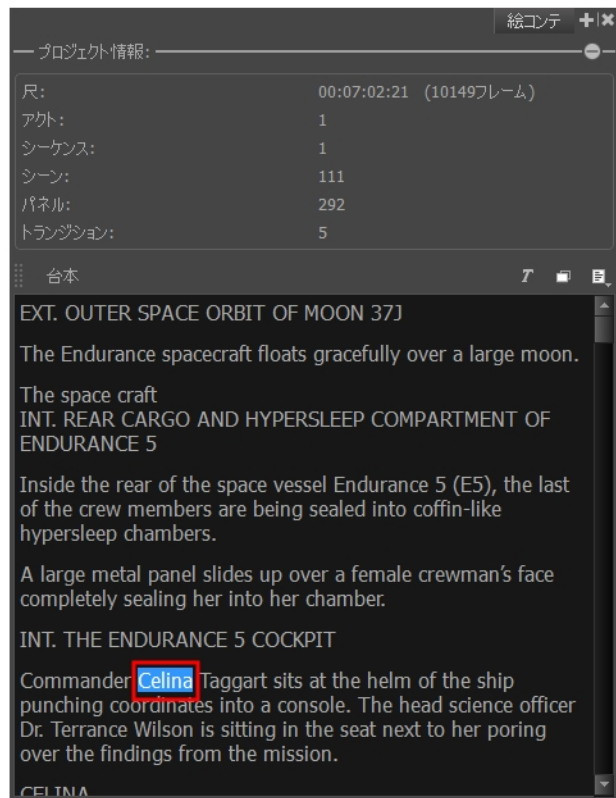 絵コンテ
プロジェクト情報:
尺: 00:07:02:21 (10149フレーム)
アクト: 1
シーケンス: 1
シーン: 111
パネル: 292
トランジション: 5
台本
EXT. OUTER SPACE ORBIT OF MOON 37J
The Endurance spacecraft floats gracefully over a large moon.
The space craft
INT. REAR CARGO AND HYPERSLEEP COMPARTMENT OF
ENDURANCE 5
Inside the rear of the space vessel Endurance 5 (E5), the last
of the crew members are being sealed into coffin-like
hypersleep chambers.
A large metal panel slides up over a female crewman's face
completely sealing her into her chamber.
INT. THE ENDURANCE 5 COCKPIT
Commander Celina Taggart sits at the helm of the ship
punching coordinates into a console. The head science officer
Dr. Terrance Wilson is sitting in the seat next to her poring
over the findings from the mission.
CELINA